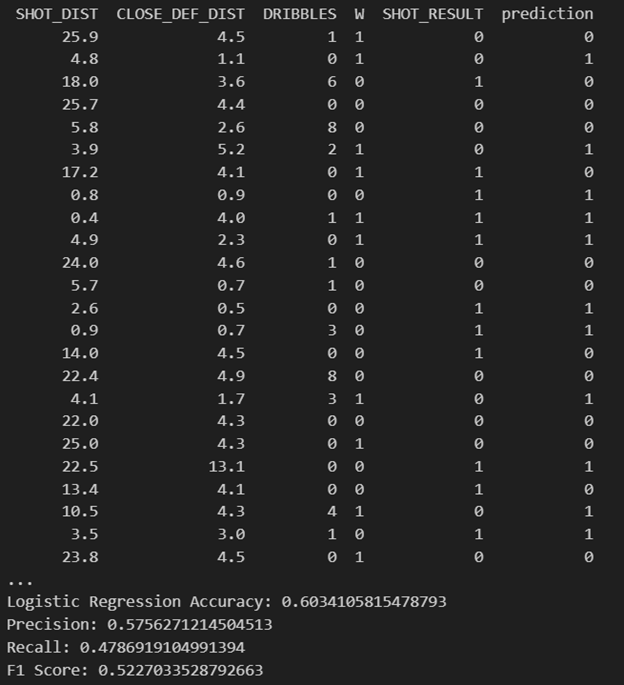 SHOT_DIST CLOSE_DEF_DIST DRIBBLES W SHOT_RESULT prediction
25.9 4.5 1 1 0 0
4.8 1.1 0 1 0 1
18.0 3.6 6 0 1 0
25.7 4.4 0 0 0 0
5.8 2.6 8 0 0 0
3.9 5.2 2 1 0 1
17.2 4.1 0 1 1 0
0.8 0.9 0 0 1 1
0.4 4.0 1 1 1 1
4.9 2.3 0 1 1 1
24.0 4.6 1 0 0 0
5.7 0.7 1 0 0 0
2.6 0.5 0 0 1 1
0.9 0.7 3 0 1 1
14.0 4.5 0 0 1 0
22.4 4.9 8 0 0 0
4.1 1.7 3 1 0 1
22.0 4.3 0 0 0 0
25.0 4.3 0 1 0 0
22.5 13.1 0 0 1 1
13.4 4.1 0 0 1 0
10.5 4.3 4 1 0 1
3.5 3.0 1 0 1 1
23.8 4.5 0 1 0 0
...
Logistic Regression Accuracy: 0.6034105815478793
Precision: 0.5756271214504513
Recall: 0.4786919104991394
F1 Score: 0.5227033528792663